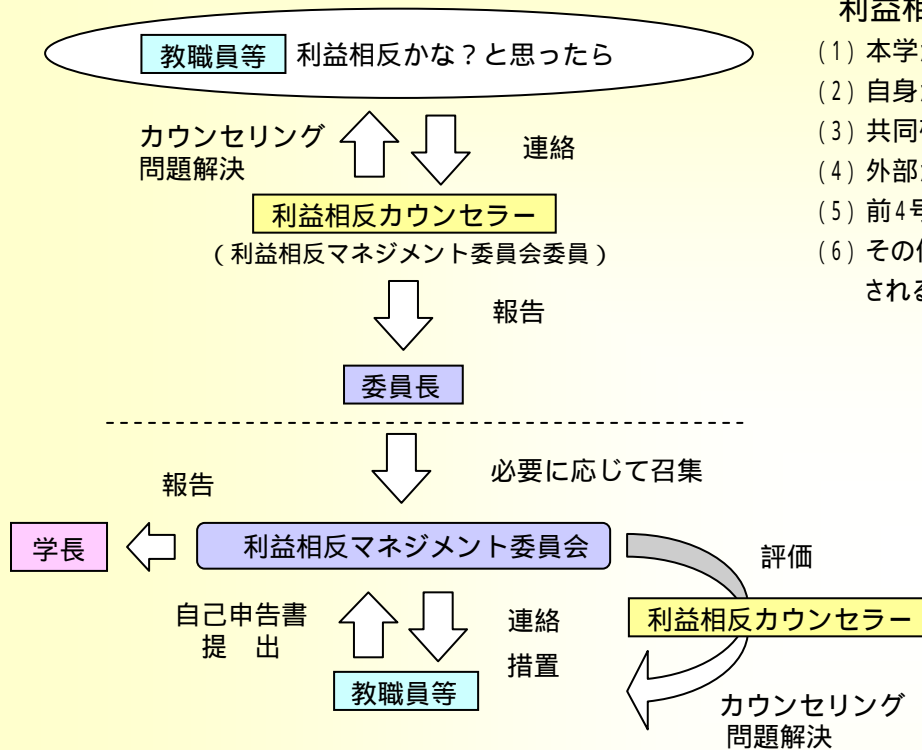 教職員等 利益相反かな？と思ったら
カウンセリング
問題解決
連絡
利益相反カウンセラー
（利益相反マネジメント委員会委員）
報告
委員長
必要に応じて召集
報告
学長
利益相反マネジメント委員会
評価
自己申告書
提　出
連絡
措置
利益相反カウンセラー
教職員等
カウンセリング
問題解決
利益相
(1) 本学
(2) 自身
(3) 共同
(4) 外部
(5) 前4号
(6) その
される